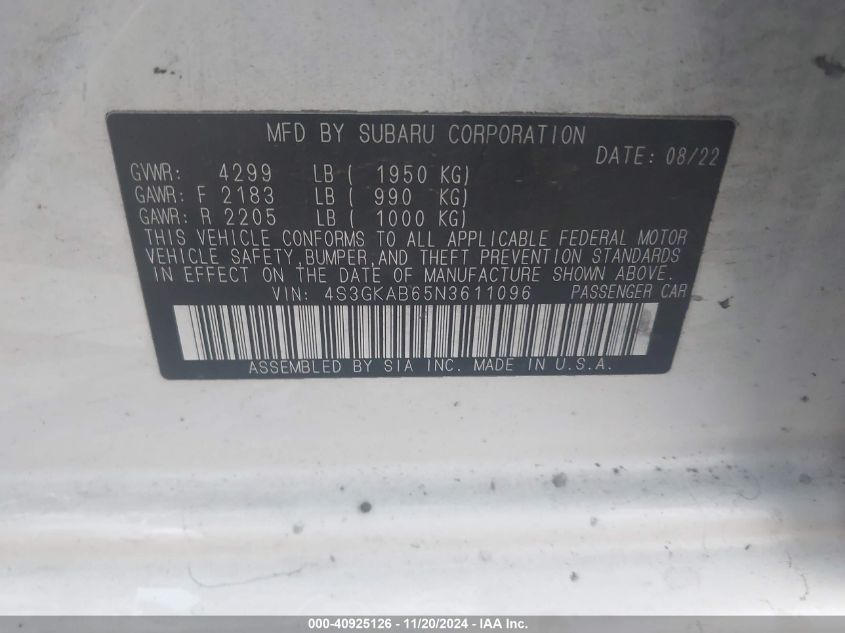 MFD BY SUBARU CORPORATION
DATE: 08/22
GVWR: 4299 LB ( 1950 KG)
GAWR: F 2183 LB ( 990 KG)
GAWR: R 2205 LB ( 1000 KG)
THIS VEHICLE CONFORMS TO ALL APPLICABLE FEDERAL MOTOR
VEHICLE SAFETY,BUMPER,AND THEFT PREVENTION STANDARDS
IN EFFECT ON THE DATE OF MANUFACTURE SHOWN ABOVE.
VIN: 4S3GKAB65N3611096 PASSENGER CAR
ASSEMBLED BY SIA INC. MADE IN U.S.A.
000-40925126 - 11/20/2024 - IAA Inc.